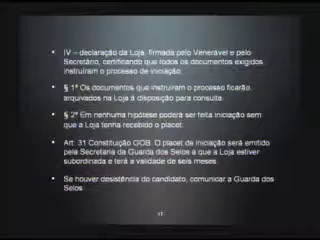 • IV – declaração da Loja, firmada pelo Venerável e pelo
Secretário, certificando que todos os documentos exigidos
instruíram o processo de iniciação.
• § 1º Os documentos que instruíram o processo ficarão
arquivados na Loja à disposição para consulta.
• § 2º Em nenhuma hipótese poderá ser feita iniciação sem
que a Loja tenha recebido o placet.
• Art. 31 Constituição GOB. O placet de iniciação será emitido
pela Secretaria da Guarda dos Selos a que a Loja estiver
subordinada e terá a validade de seis meses.
• Se houver desistência do candidato, comunicar a Guarda dos
Selos